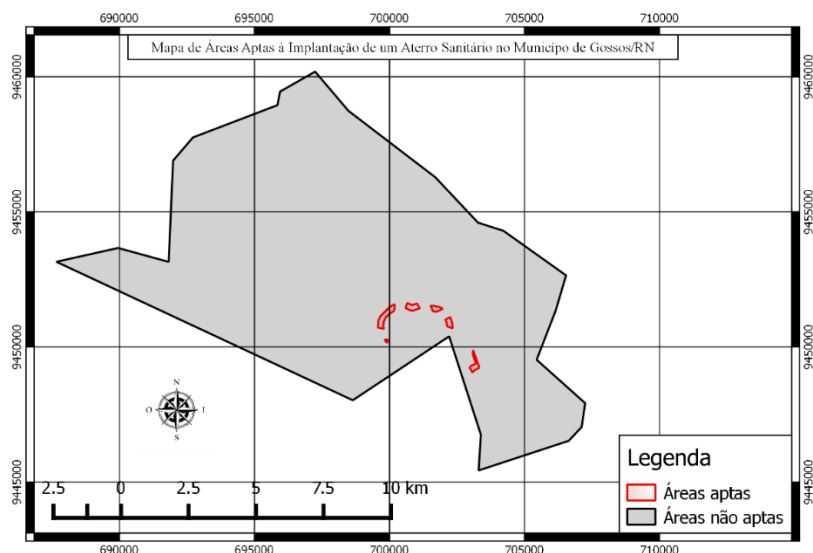 690000 695000 700000 705000 710000
Mapa de Áreas Aptas à Implantação de um Aterro Sanitário no Municipo de Gossos/RN
9460000 9460000
9455000 9455000
9450000 9450000
N
O L
S
9445000 9445000
2.5 0 2.5 5 7.5 10 km
Legenda
Áreas aptas
Áreas não aptas
690000 695000 700000 705000 710000